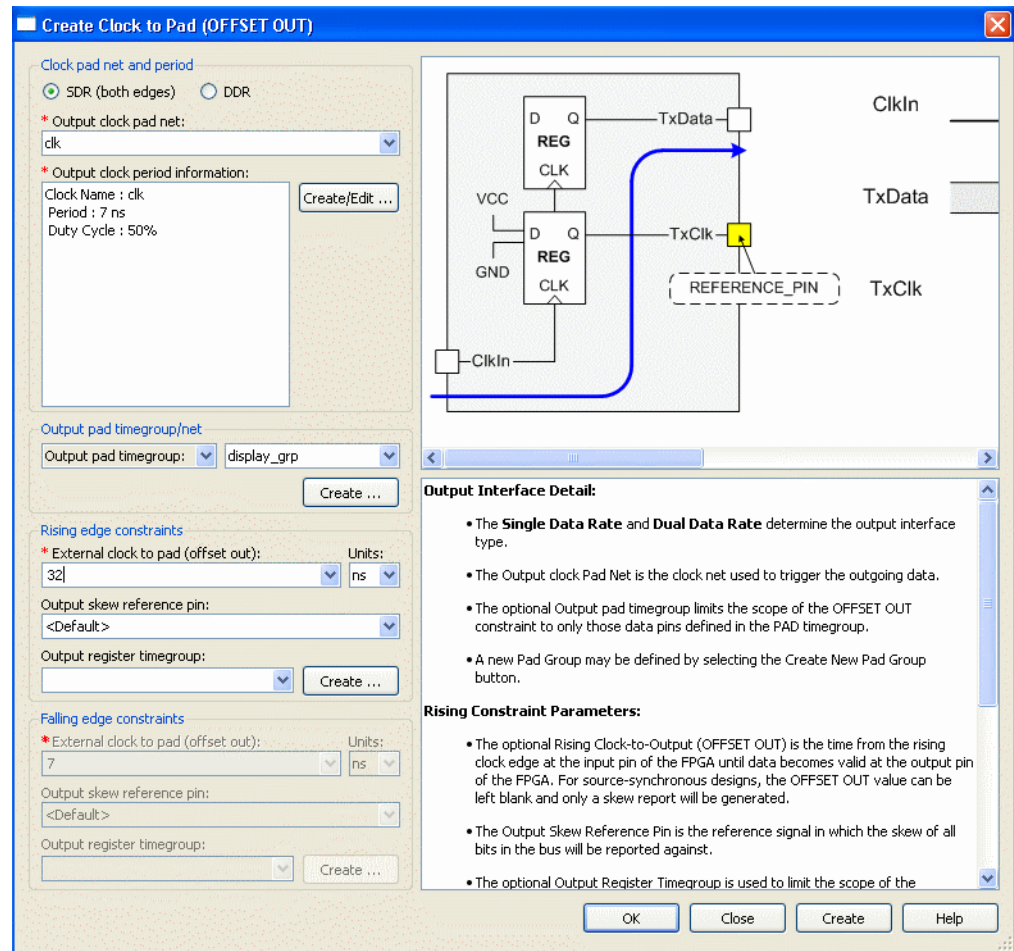 Create Clock to Pad (OFFSET OUT)
Clock pad net and period
SDR (both edges)
DDR
* Output clock pad net:
clk
* Output clock period information:
Clock Name : clk
Period : 7 ns
Duty Cycle : 50%
Create/Edit ...
Output pad timegroup/net
Output pad timegroup:
display_grp
Create ...
Rising edge constraints
* External clock to pad (offset out):
Units:
32
ns
Output skew reference pin:
<Default>
Output register timegroup:
Create ...
Falling edge constraints
* External clock to pad (offset out):
Units:
7
ns
Output skew reference pin:
<Default>
Output register timegroup:
Create ...
D Q
REG
CLK
TxData
VCC
GND
D Q
REG
CLK
TxClk
REFERENCE_PIN
ClkIn
ClkIn
TxData
TxClk
Output Interface Detail:
• The Single Data Rate and Dual Data Rate determine the output interface
type.
• The Output clock Pad Net is the clock net used to trigger the outgoing data.
• The optional Output pad timegroup limits the scope of the OFFSET OUT
constraint to only those data pins defined in the PAD timegroup.
• A new Pad Group may be defined by selecting the Create New Pad Group
button.
Rising Constraint Parameters:
• The optional Rising Clock-to-Output (OFFSET OUT) is the time from the rising
clock edge at the input pin of the FPGA until data becomes valid at the output pin
of the FPGA. For source-synchronous designs, the OFFSET OUT value can be
left blank and only a skew report will be generated.
• The Output Skew Reference Pin is the reference signal in which the skew of all
bits in the bus will be reported against.
• The optional Output Register Timegroup is used to limit the scope of the
OK
Close
Create
Help